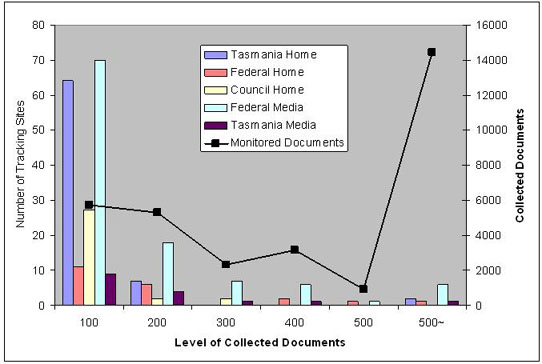 80
70
60
50
40
30
20
10
0
Number of Tracking Sites
Tasmania Home
Federal Home
Council Home
Federal Media
Tasmania Media
Monitored Documents
16000
14000
12000
10000
8000
6000
4000
2000
0
Collected Documents
100 200 300 400 500 500~
Level of Collected Documents